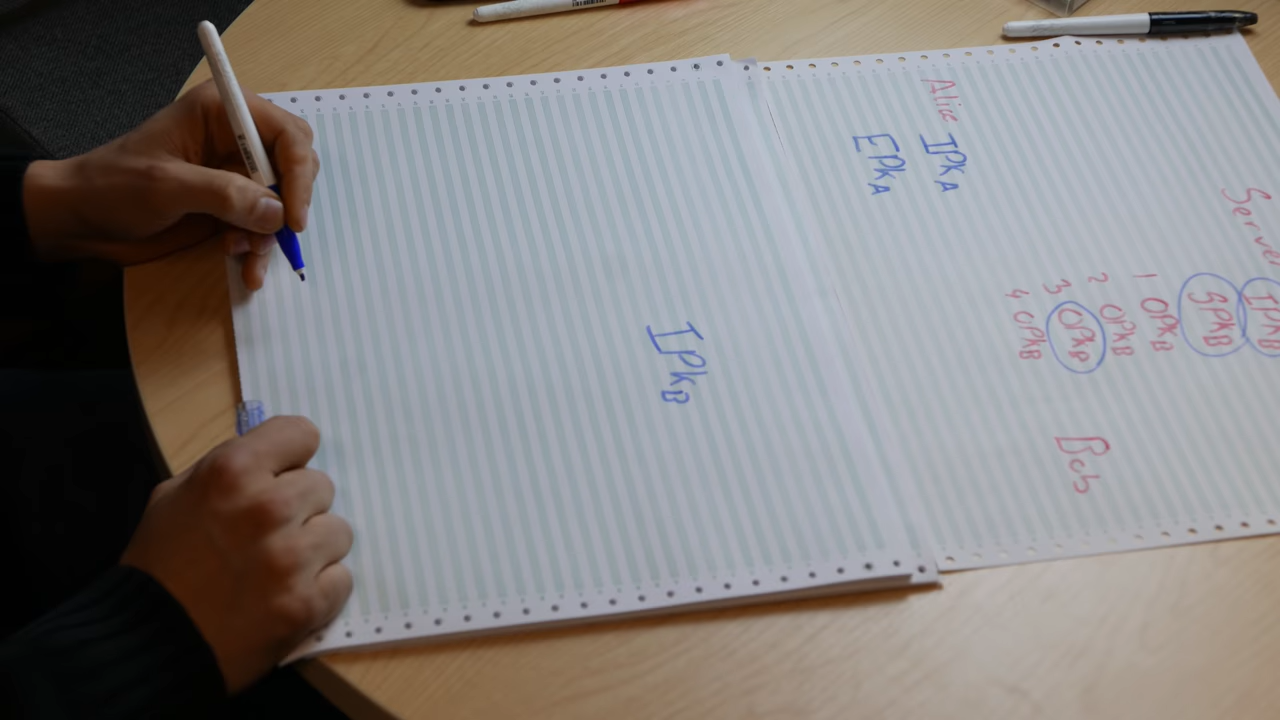 Server
IPKB
SPKB
Alice IPKA
1 OPKB
EPKA
2 OPKB
3 OPKB
4 OPKB
Bob
IPKB